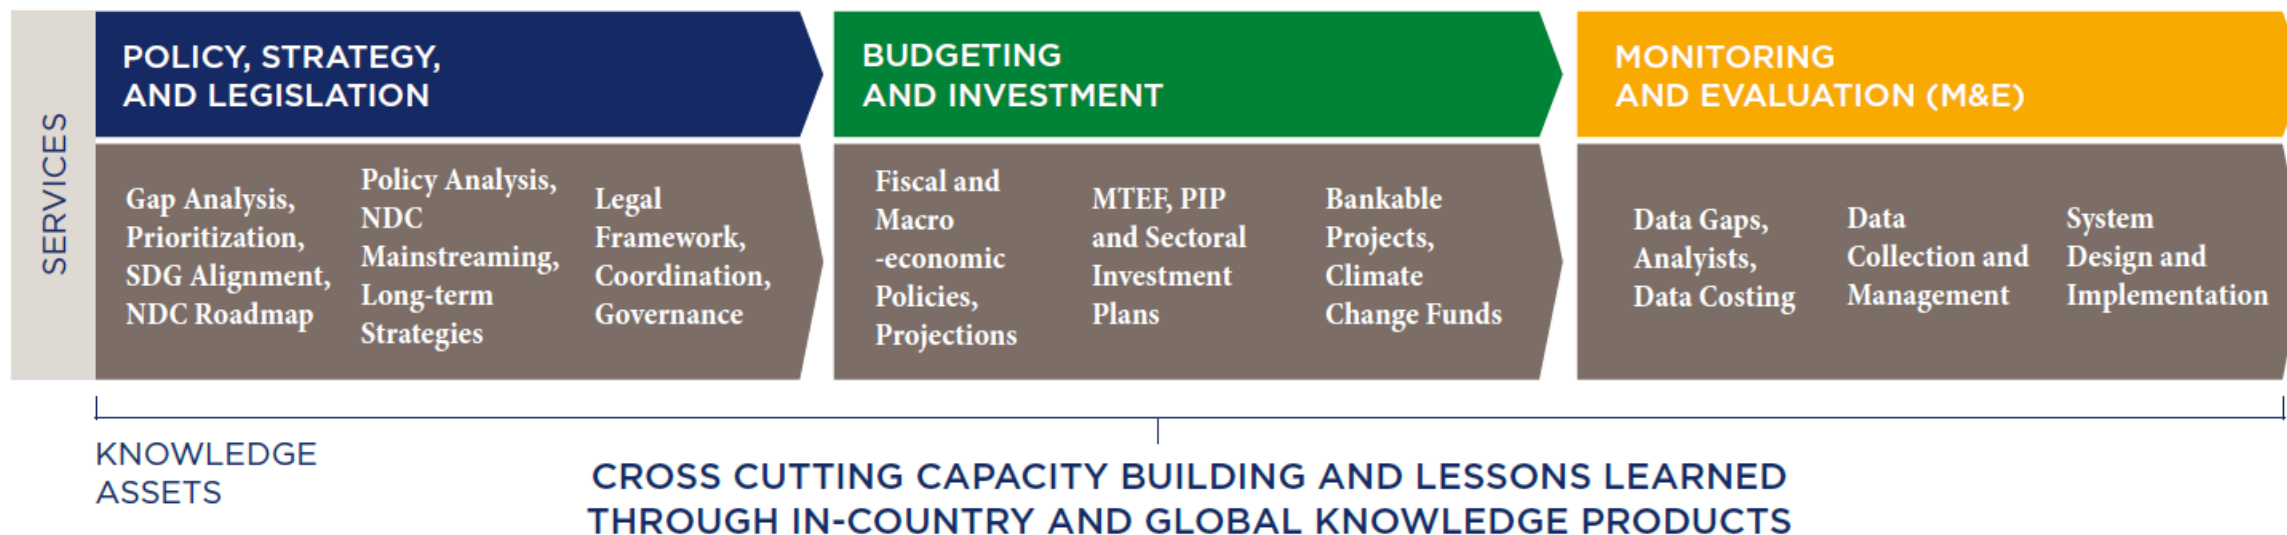 SERVICES
POLICY, STRATEGY,
AND LEGISLATION
Gap Analysis,
Prioritization,
SDG Alignment,
NDC Roadmap
Policy Analysis,
NDC
Mainstreaming,
Long-term
Strategies
Legal
Framework,
Coordination,
Governance
BUDGETING
AND INVESTMENT
Fiscal and
Macro
-economic
Policies,
Projections
MTEF, PIP
and Sectoral
Investment
Plans
Bankable
Projects,
Climate
Change Funds
MONITORING
AND EVALUATION (M&E)
Data Gaps,
Analyists,
Data Costing
Data
Collection and
Management
System
Design and
Implementation
KNOWLEDGE
ASSETS
CROSS CUTTING CAPACITY BUILDING AND LESSONS LEARNED
THROUGH IN-COUNTRY AND GLOBAL KNOWLEDGE PRODUCTS